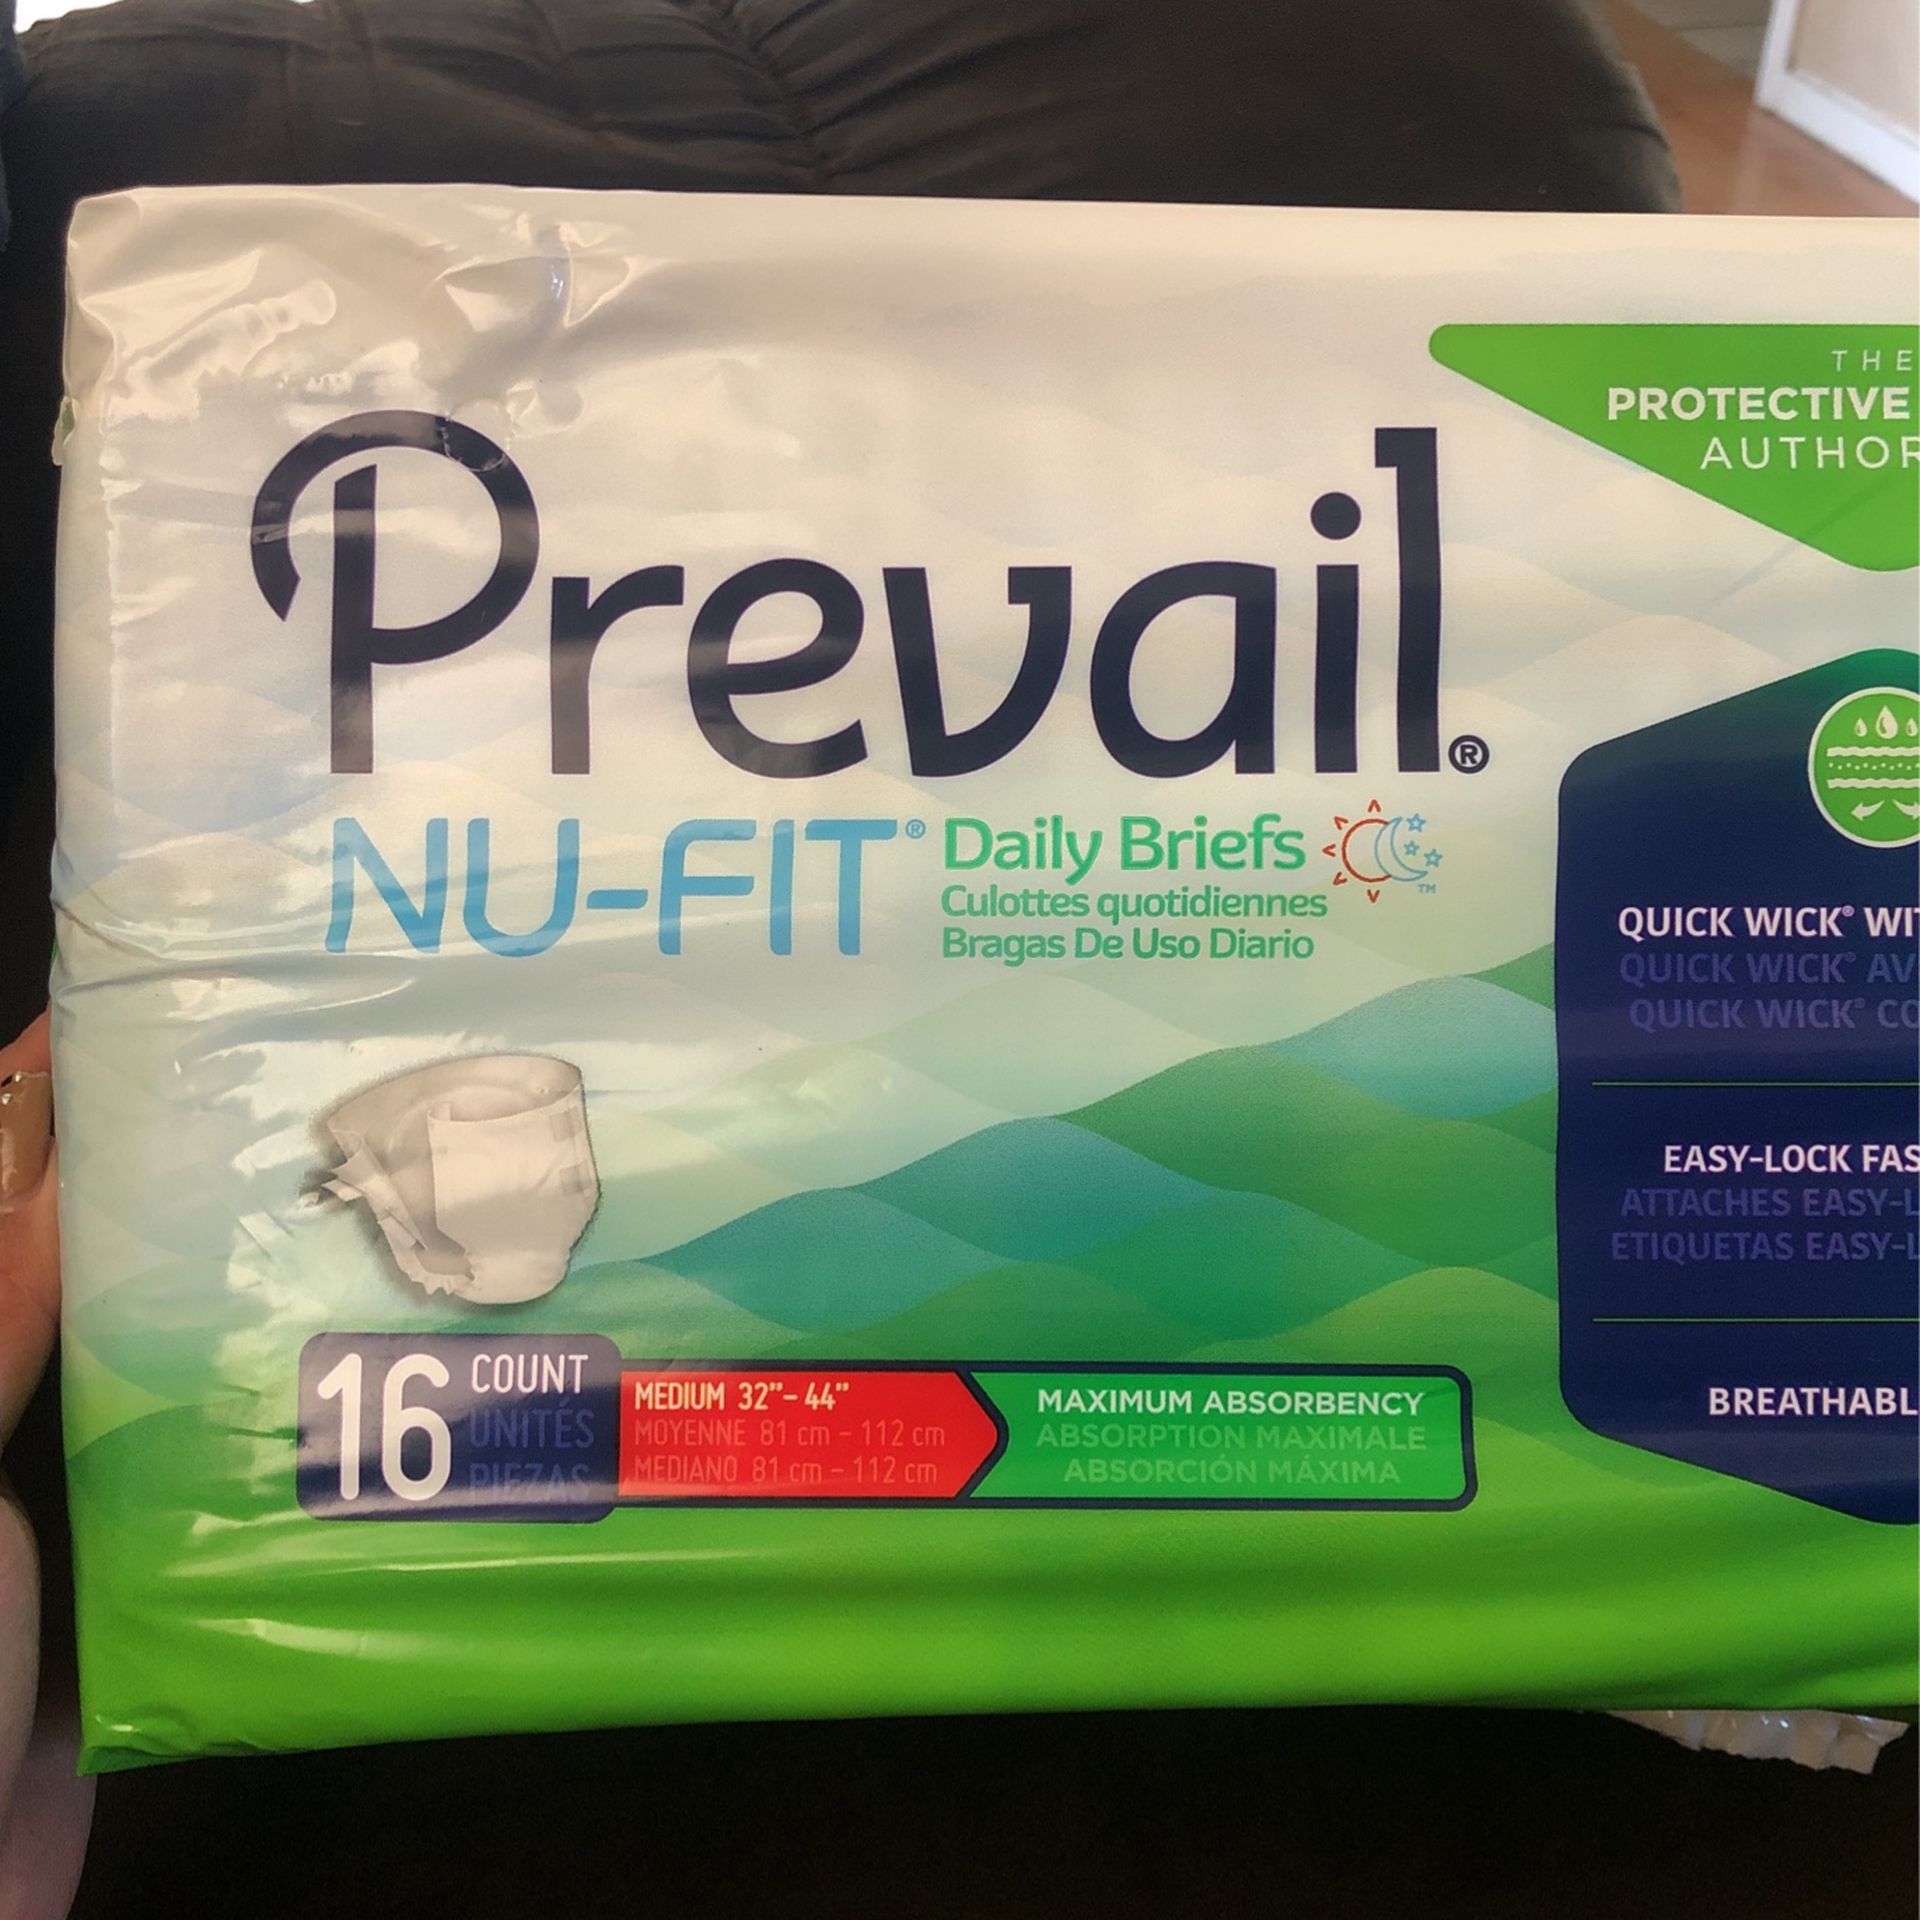 Prevail®
NU-FIT® Daily Briefs
Culottes quotidiennes
Bragas De Uso Diario
TM
16 COUNT
UNITÉS
PIEZAS
MEDIUM 32"- 44"
MOYENNE 81 cm - 112 cm
MEDIANO 81 cm - 112 cm
MAXIMUM ABSORBENCY
ABSORPTION MAXIMALE
ABSORCIÓN MÁXIMA
THE
PROTECTIVE
AUTHOR
QUICK WICK® WIT
QUICK WICK® AV
QUICK WICK® CO
EASY-LOCK FAS
ATTACHES EASY-L
ETIQUETAS EASY-L
BREATHABL